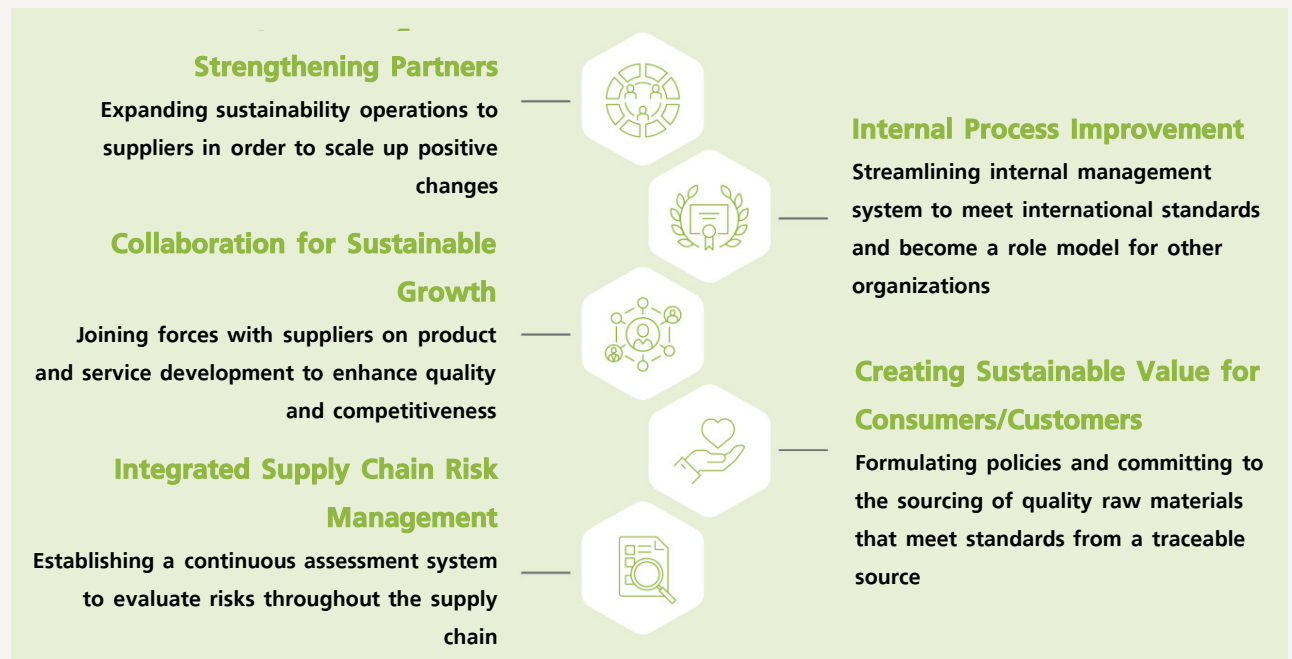 Strengthening Partners
Expanding sustainability operations to
suppliers in order to scale up positive
changes
Internal Process Improvement
Streamlining internal management
system to meet international standards
and become a role model for other
organizations
Collaboration for Sustainable
Growth
Joining forces with suppliers on product
and service development to enhance quality
and competitiveness
Creating Sustainable Value for
Consumers/Customers
Formulating policies and committing to
the sourcing of quality raw materials
that meet standards from a traceable
source
Integrated Supply Chain Risk
Management
Establishing a continuous assessment system
to evaluate risks throughout the supply
chain